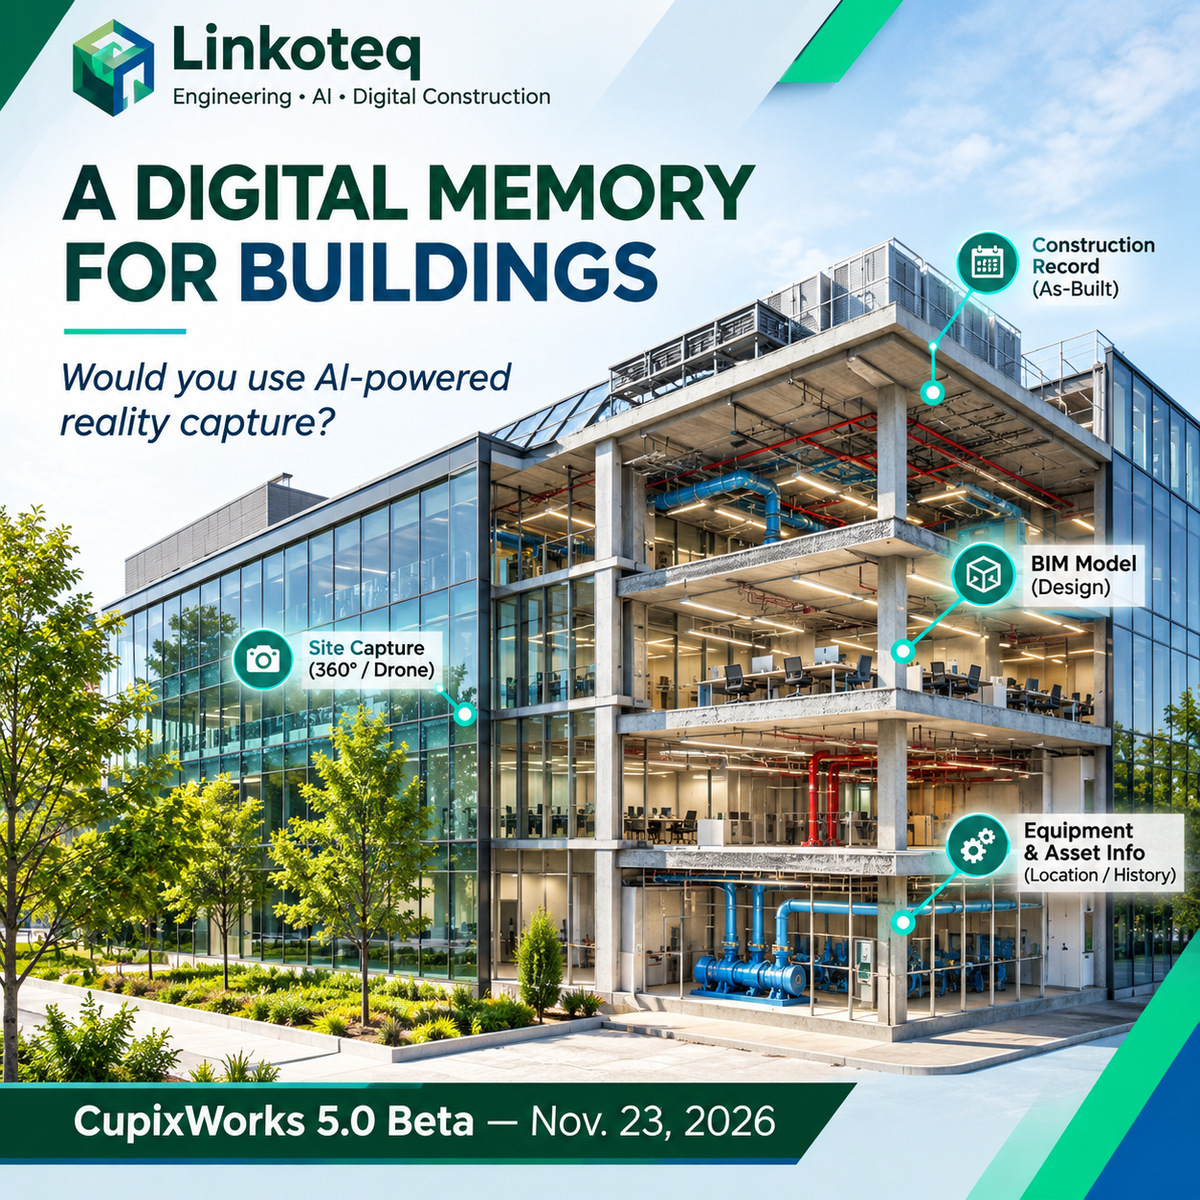 Linkoteq
Engineering • AI • Digital Construction
A DIGITAL MEMORY
FOR BUILDINGS
Would you use AI-powered
reality capture?
Construction
Record
(As-Built)
BIM Model
(Design)
Site Capture
(360° / Drone)
Equipment
& Asset Info
(Location / History)
CupixWorks 5.0 Beta — Nov. 23, 2026